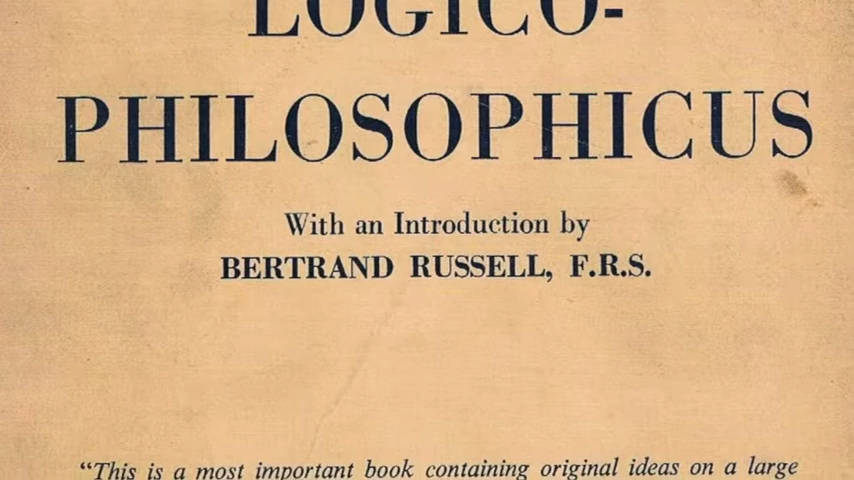 LOGICO-
PHILOSOPHICUS
With an Introduction by
BERTRAND RUSSELL, F.R.S.
“This is a most important book containing original ideas on a large